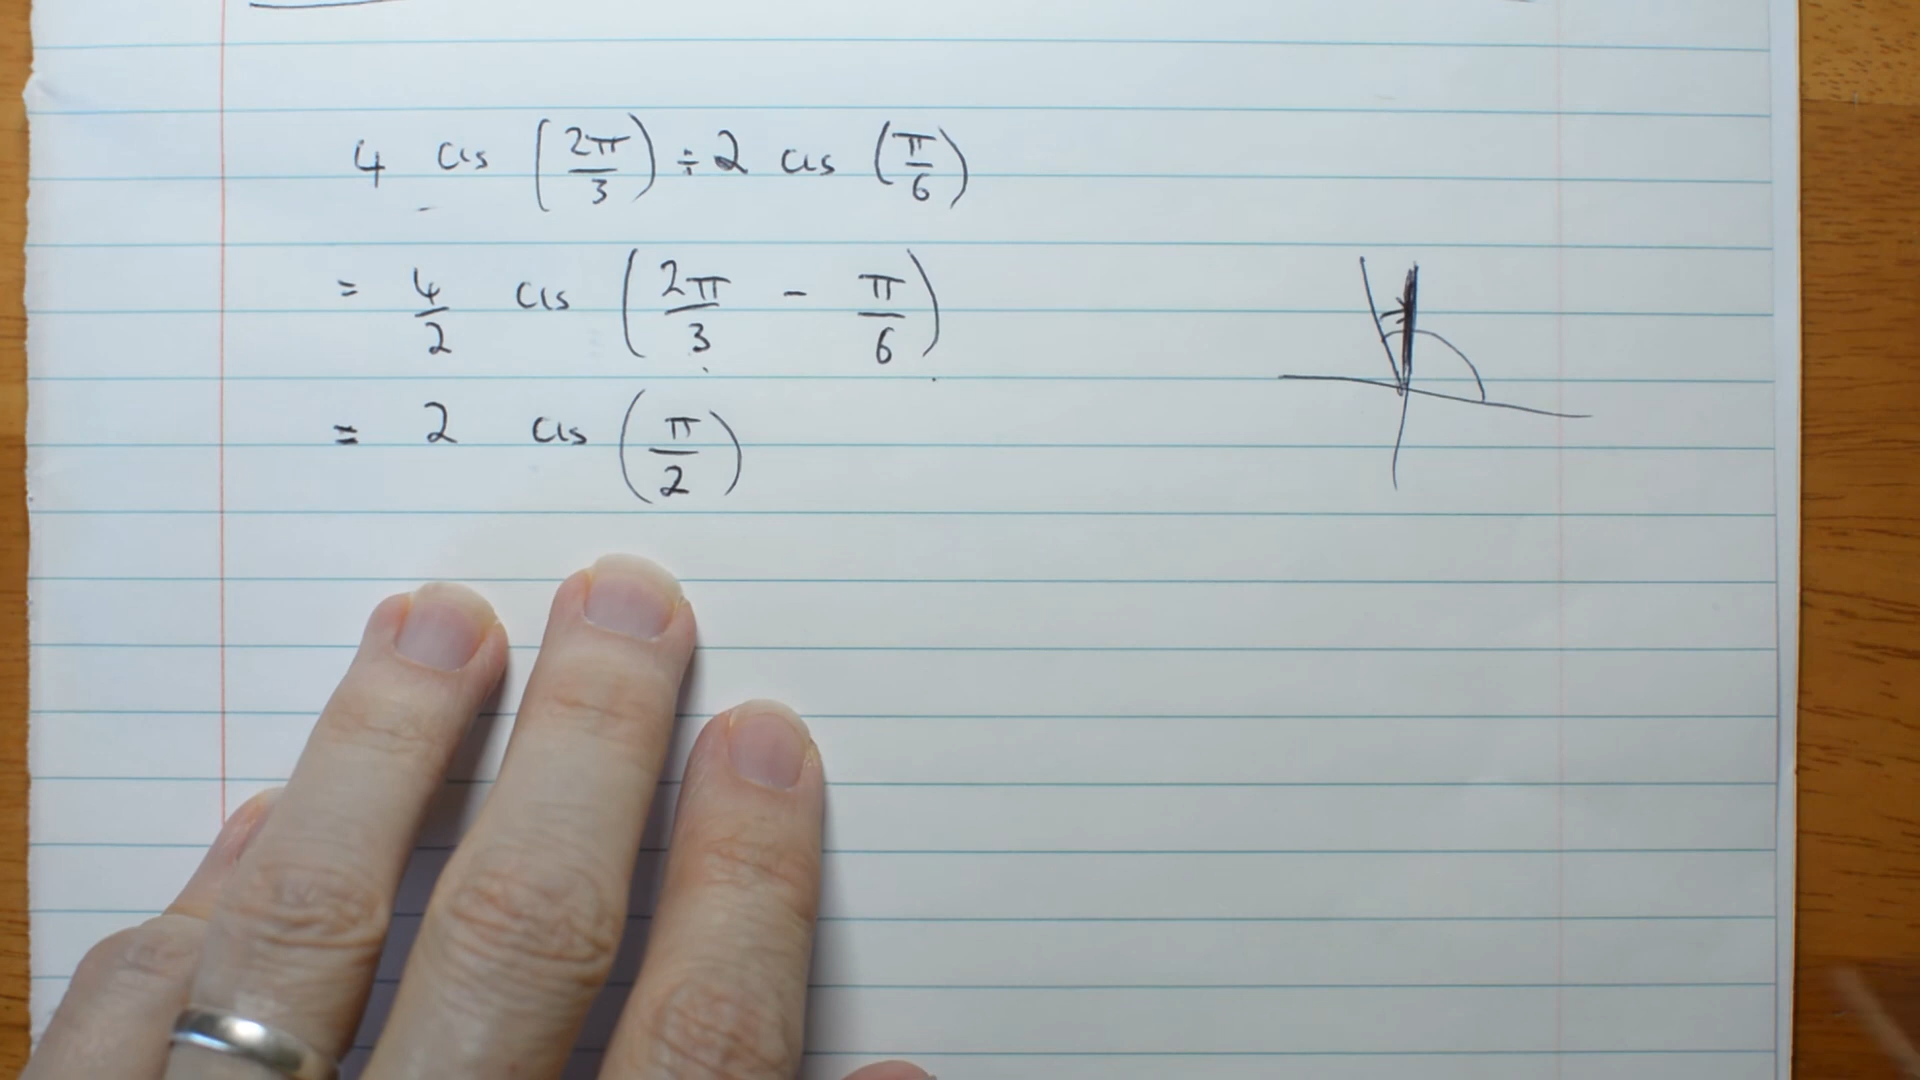 4 cis (2π/3) ÷ 2 cis (π/6)
= 4/2 cis (2π/3 - π/6)
= 2 cis (π/2)